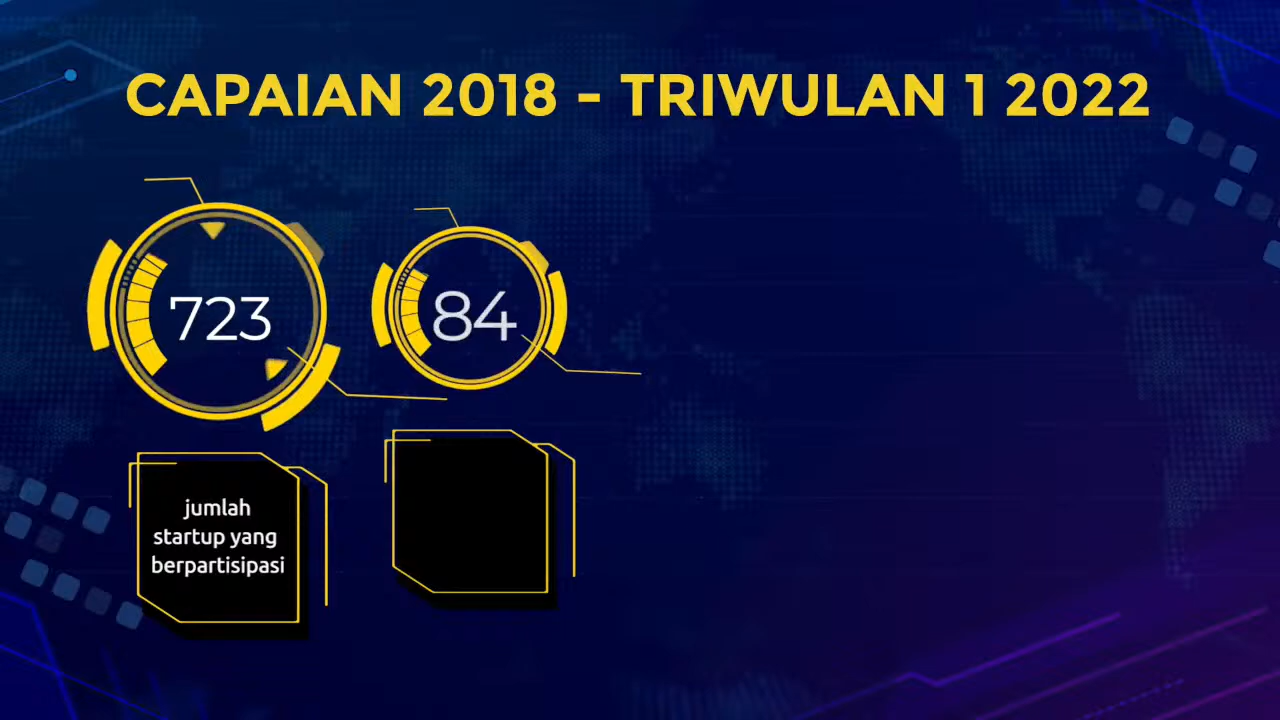 CAPAIAN 2018 - TRIWULAN 1 2022
723
84
jumlah
startup yang
berpartisipasi